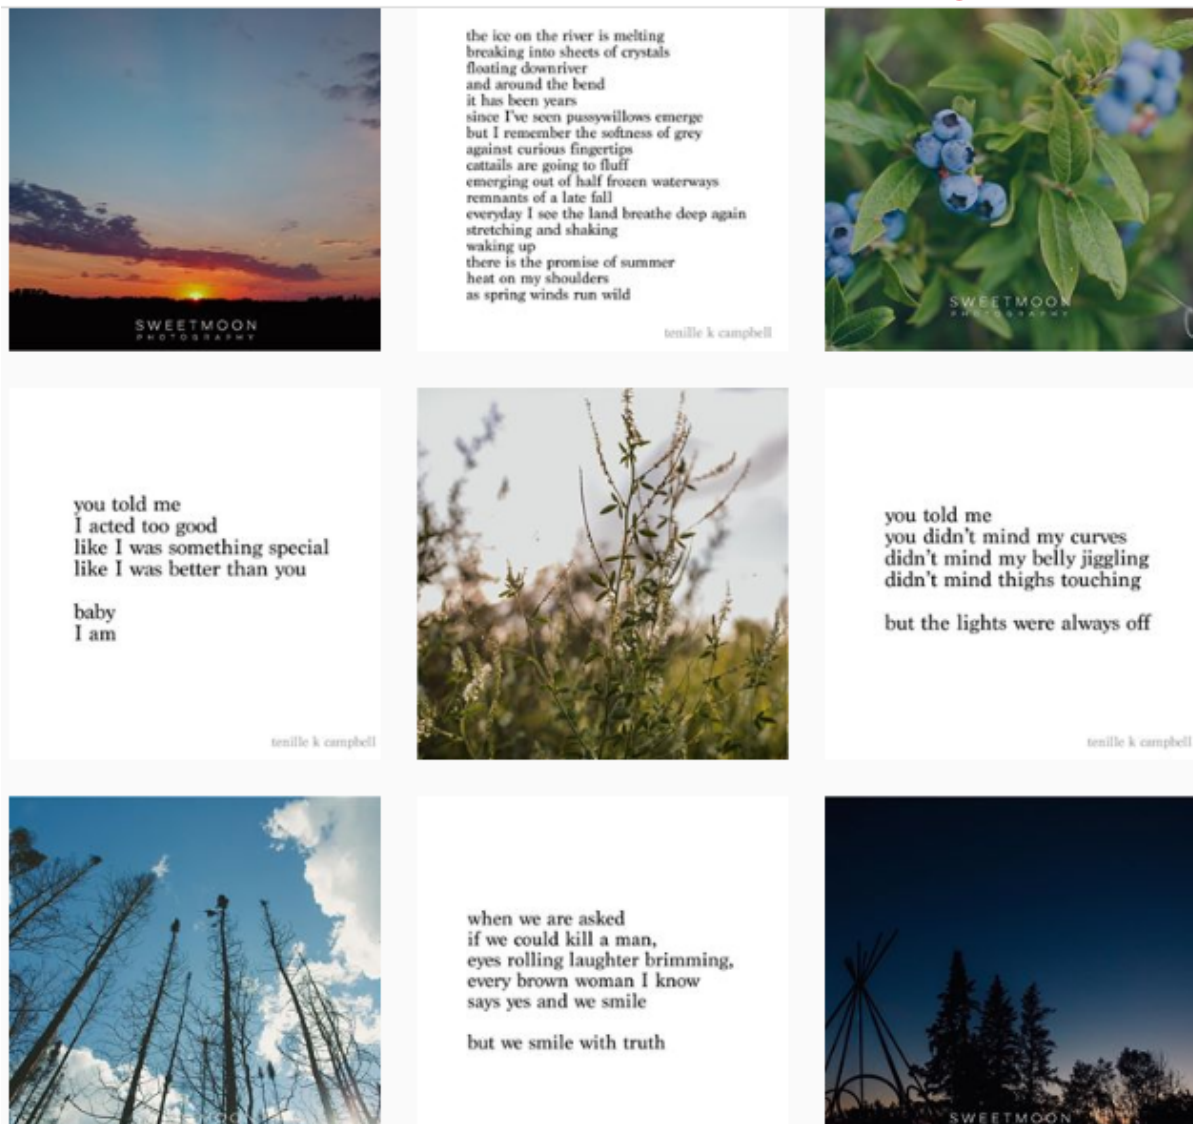 SWEETMOON
PHOTOGRAPHY
the ice on the river is melting
breaking into sheets of crystals
floating downriver
and around the bend
it has been years
since I've seen pussywillows emerge
but I remember the softness of grey
against curious fingertips
cattails are going to fluff
emerging out of half frozen waterways
remnants of a late fall
everyday I see the land breathe deep again
stretching and shaking
waking up
there is the promise of summer
heat on my shoulders
as spring winds run wild
tenille k campbell
SWEETMOON
PHOTOGRAPHY
you told me
I acted too good
like I was something special
like I was better than you
baby
I am
tenille k campbell
you told me
you didn't mind my curves
didn't mind my belly jiggling
didn't mind thighs touching
but the lights were always off
tenille k campbell
when we are asked
if we could kill a man,
eyes rolling laughter brimming,
every brown woman I know
says yes and we smile
but we smile with truth
SWEETMOON